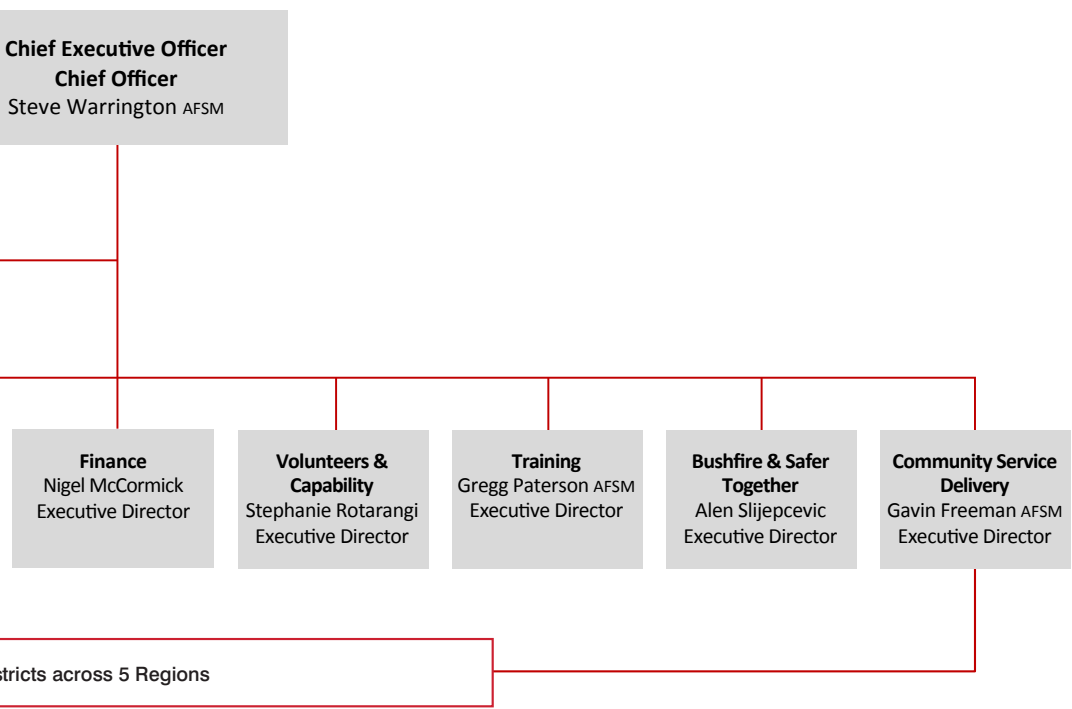 Chief Executive Officer
Chief Officer
Steve Warrington AFSM
Finance
Nigel McCormick
Executive Director
Volunteers &
Capability
Stephanie Rotarangi
Executive Director
Training
Gregg Paterson AFSM
Executive Director
Bushfire & Safer
Together
Alen Slijepcevic
Executive Director
Community Service
Delivery
Gavin Freeman AFSM
Executive Director
stricts across 5 Regions